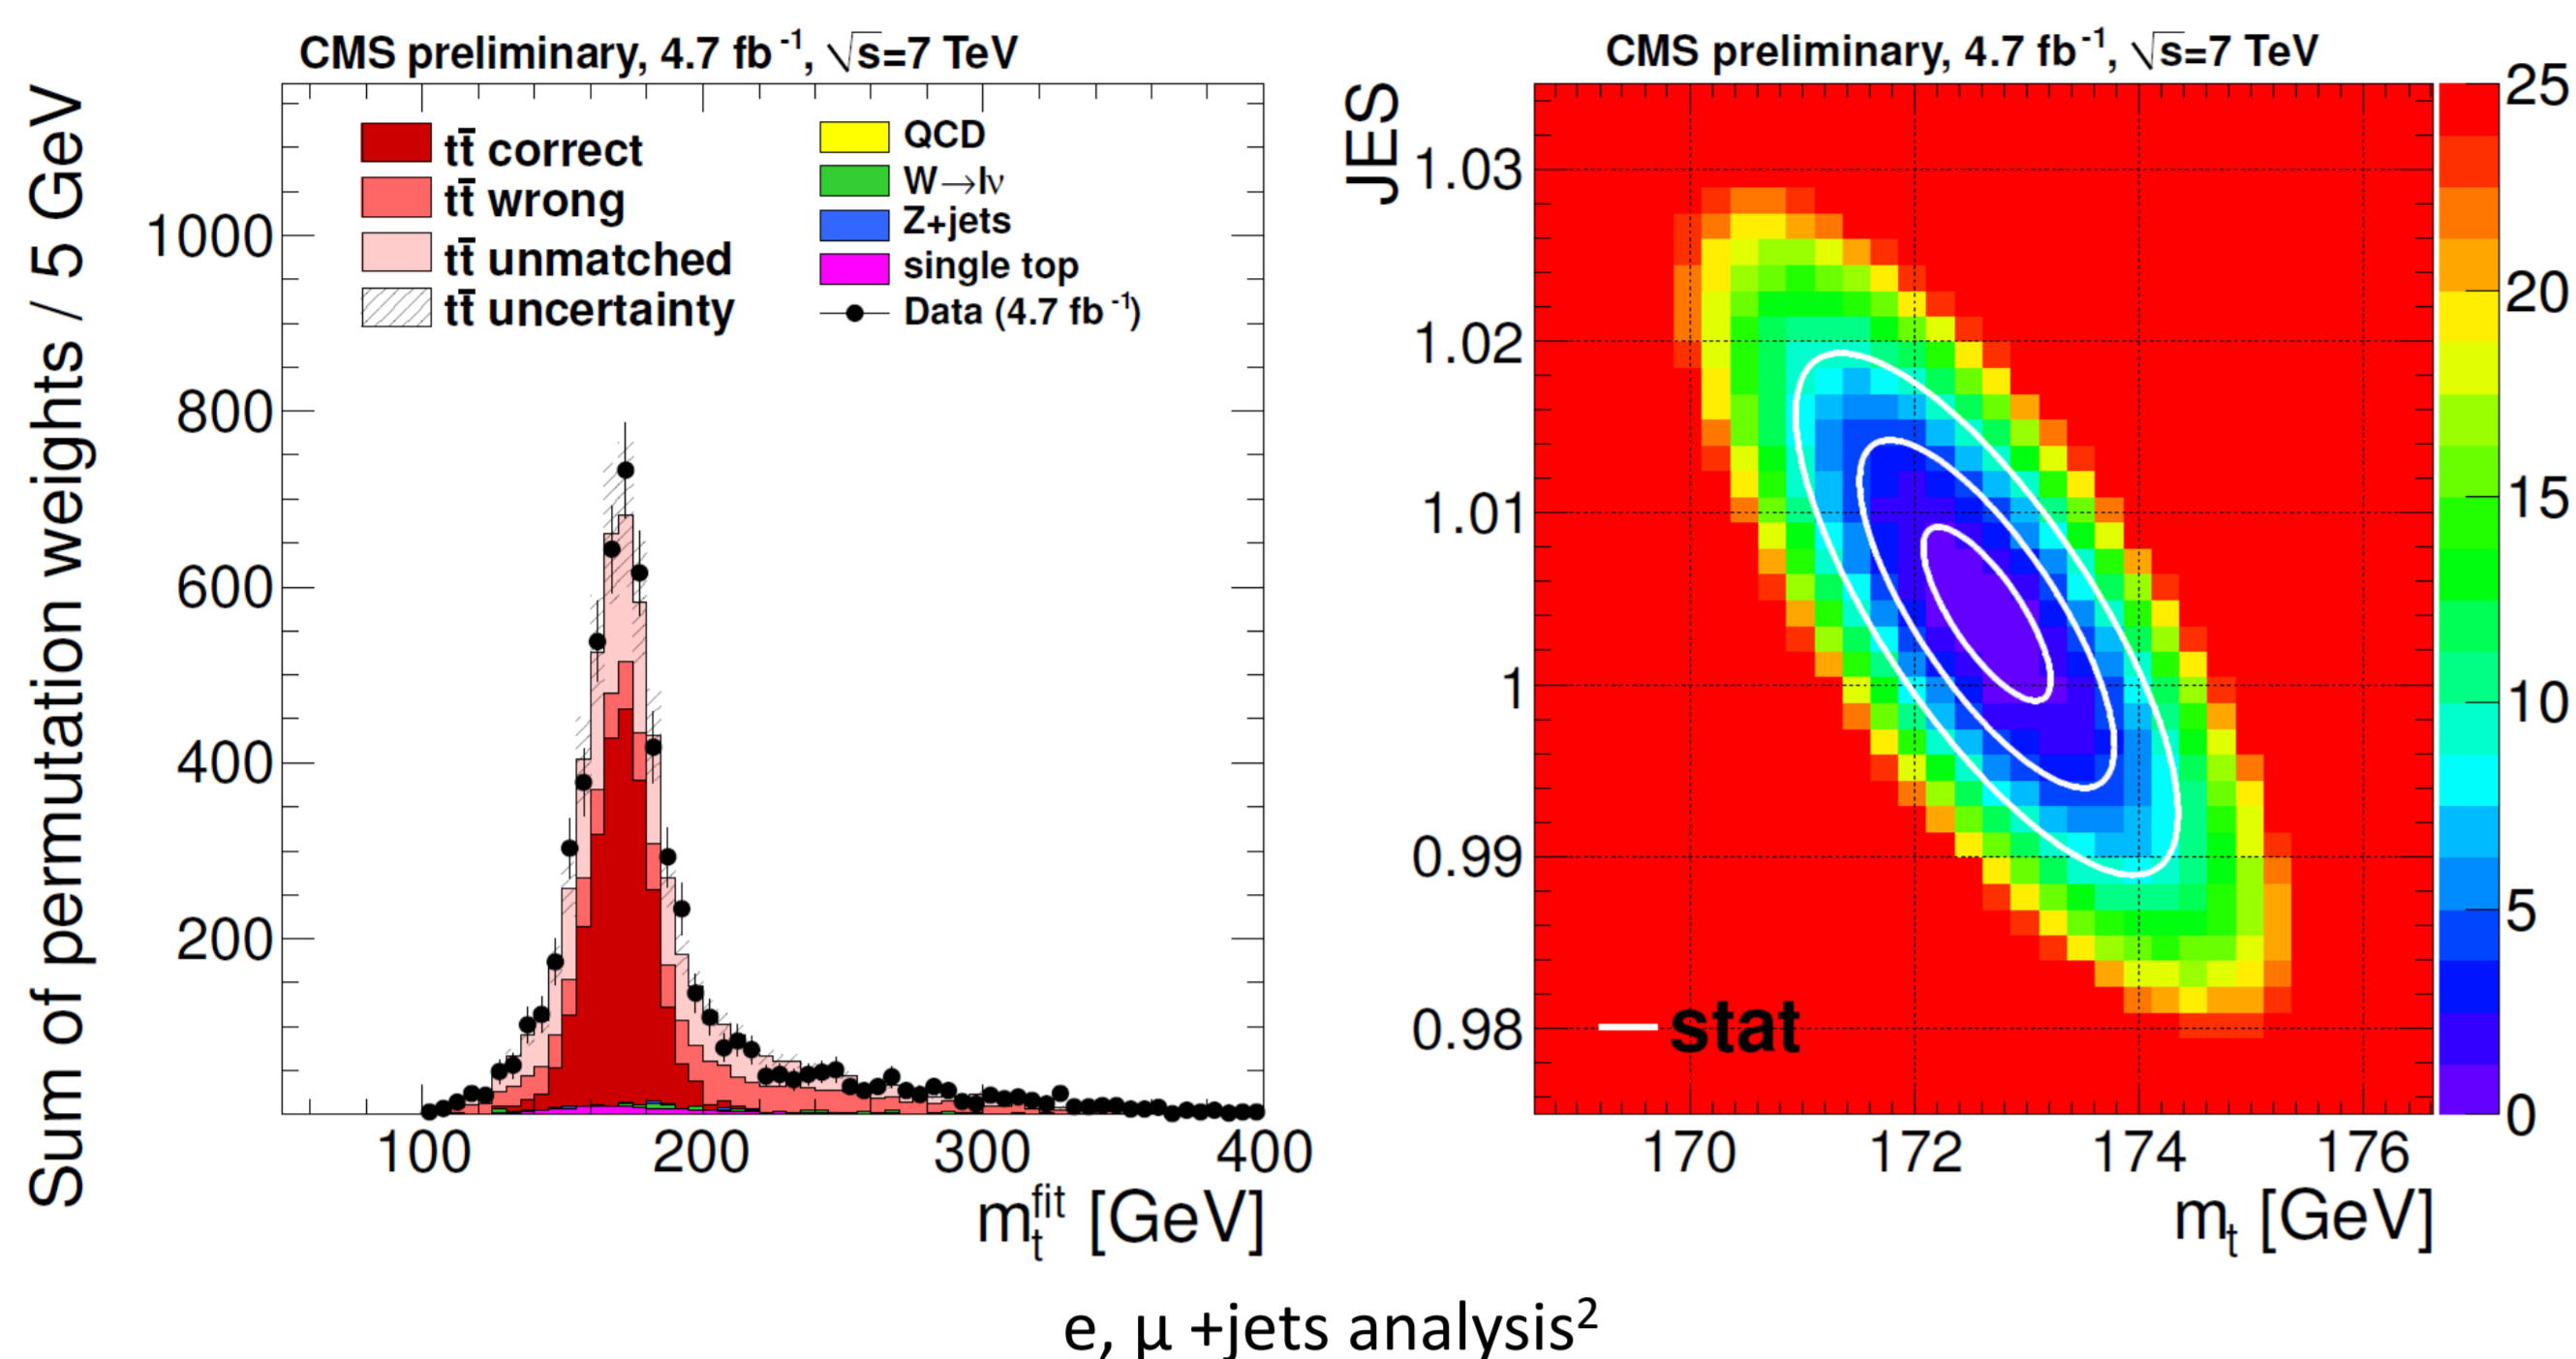 CMS preliminary, 4.7 fb⁻¹, √s=7 TeV
Sum of permutation weights / 5 GeV
1000
800
600
400
200
tt̄ correct
tt̄ wrong
tt̄ unmatched
tt̄ uncertainty
QCD
W→lν
Z+jets
single top
Data (4.7 fb⁻¹)
100 200 300 400
m_t^fit [GeV]
CMS preliminary, 4.7 fb⁻¹, √s=7 TeV
JES
1.03
1.02
1.01
1
0.99
0.98
stat
170 172 174 176
m_t [GeV]
25
20
15
10
5
0
e, μ +jets analysis²